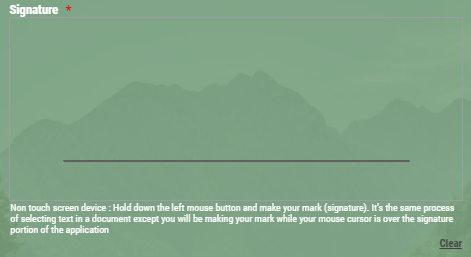 Signature *
Non touch screen device : Hold down the left mouse button and make your mark (signature). It's the same process
of selecting text in a document except you will be making your mark while your mouse cursor is over the signature
portion of the application
Clear